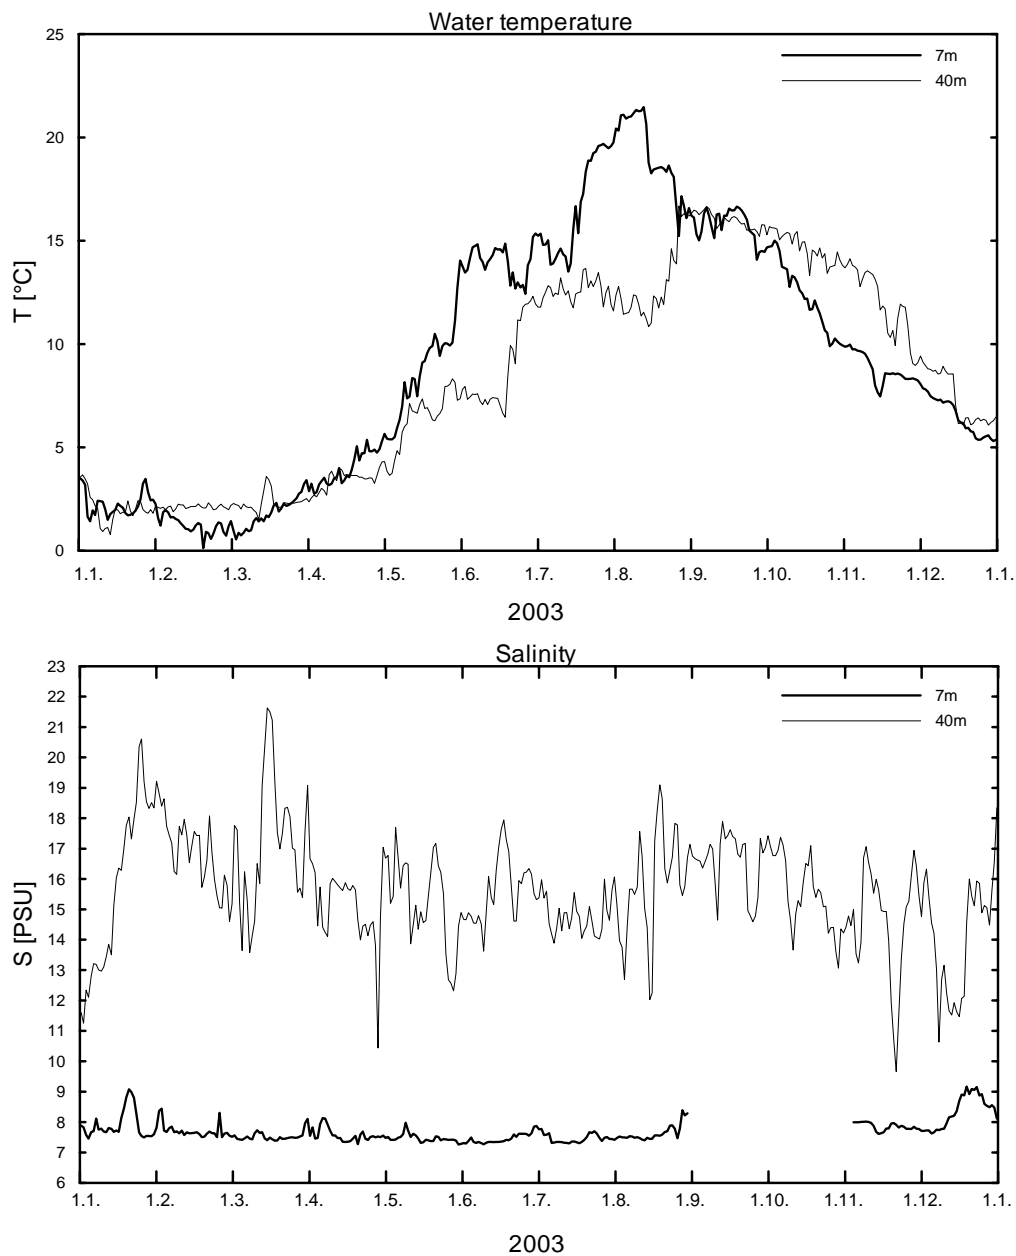 Water temperature
25
20
15
10
5
0
T [°C]
7m
40m
1.1. 1.2. 1.3. 1.4. 1.5. 1.6. 1.7. 1.8. 1.9. 1.10. 1.11. 1.12. 1.1.
2003
Salinity
23
22
21
20
19
18
17
16
15
14
13
12
11
10
9
8
7
6
S [PSU]
7m
40m
1.1. 1.2. 1.3. 1.4. 1.5. 1.6. 1.7. 1.8. 1.9. 1.10. 1.11. 1.12. 1.1.
2003